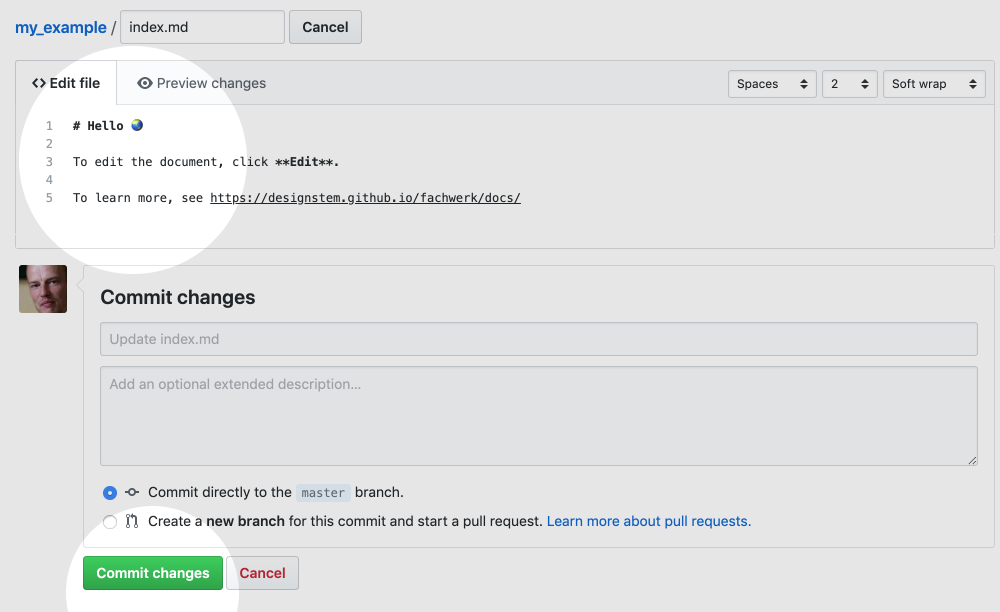 my_example / index.md Cancel
Edit file Preview changes Spaces 2 Soft wrap
1 # Hello 🌏
2
3 To edit the document, click **Edit**.
4
5 To learn more, see https://designstem.github.io/fachwerk/docs/
Commit changes
Update index.md
Add an optional extended description...
Commit directly to the master branch.
Create a new branch for this commit and start a pull request. Learn more about pull requests.
Commit changes Cancel